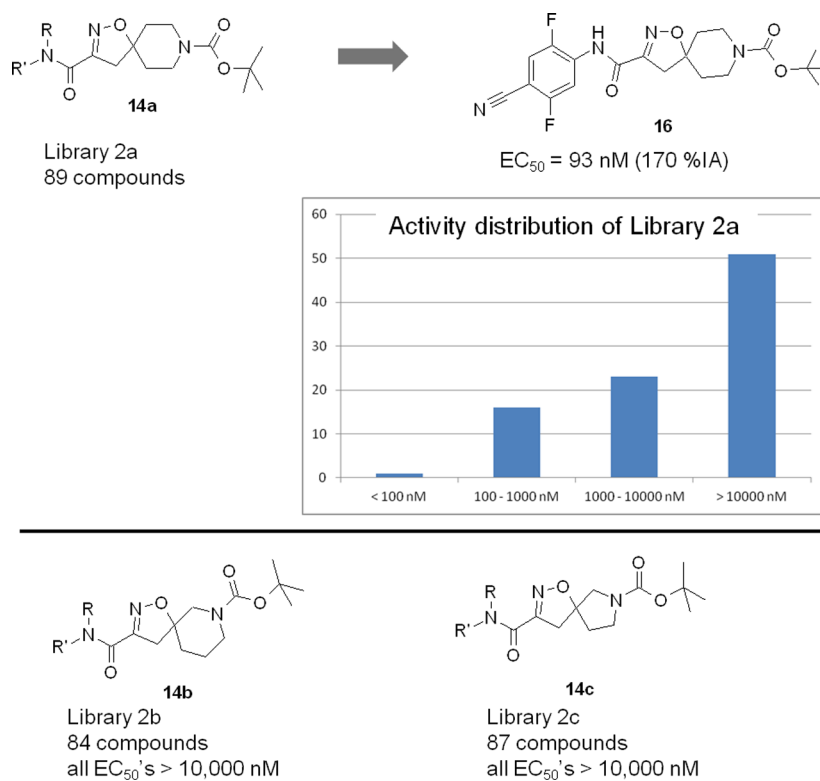 R
N
R'
O
N
O
N
O
O
14a
Library 2a
89 compounds
F
H
N
O
N
O
N
O
O
N
F
16
EC50 = 93 nM (170 %IA)
Activity distribution of Library 2a
60
50
40
30
20
10
0
< 100 nM
100 - 1000 nM
1000 - 10000 nM
> 10000 nM
R
N
R'
O
N
O
N
O
O
14b
Library 2b
84 compounds
all EC50's > 10,000 nM
R
N
R'
O
N
O
N
O
O
14c
Library 2c
87 compounds
all EC50's > 10,000 nM